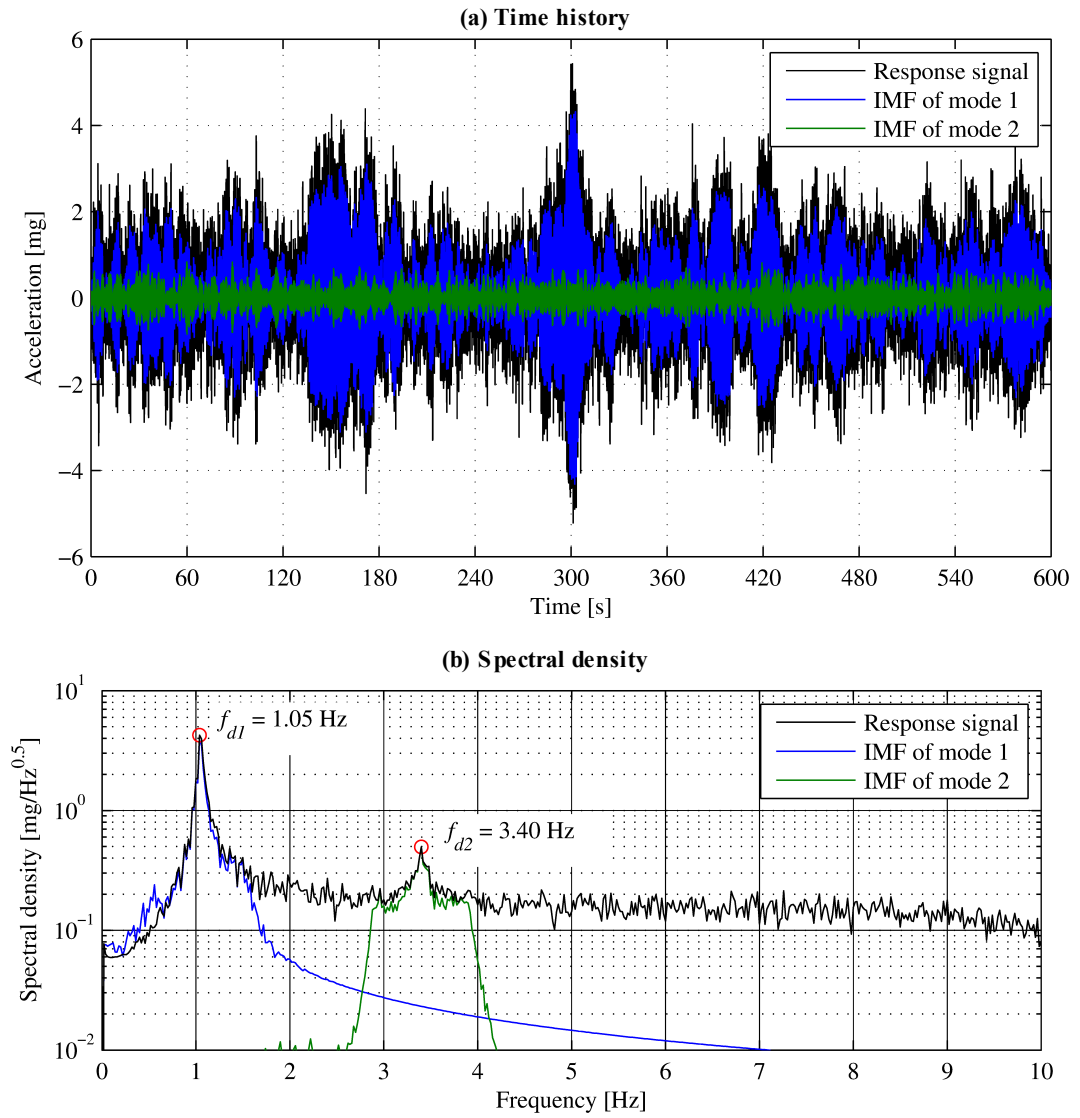 (a) Time history
6
4
2
0
−2
−4
−6
Acceleration [mg]
Response signal
IMF of mode 1
IMF of mode 2
0 60 120 180 240 300 360 420 480 540 600
Time [s]
(b) Spectral density
10^1
10^0
10^−1
10^−2
Spectral density [mg/Hz^0.5]
f_d1 = 1.05 Hz
f_d2 = 3.40 Hz
Response signal
IMF of mode 1
IMF of mode 2
0 1 2 3 4 5 6 7 8 9 10
Frequency [Hz]